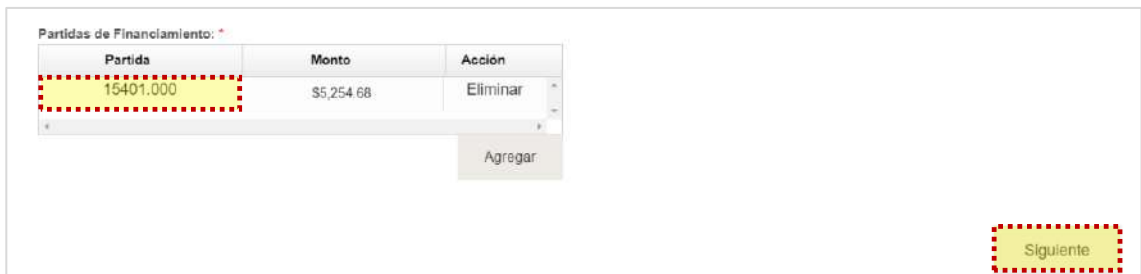 Partidas de Financiamiento: *
Partida Monto Acción
15401.000 $5,254.68 Eliminar
Agregar
Siguiente